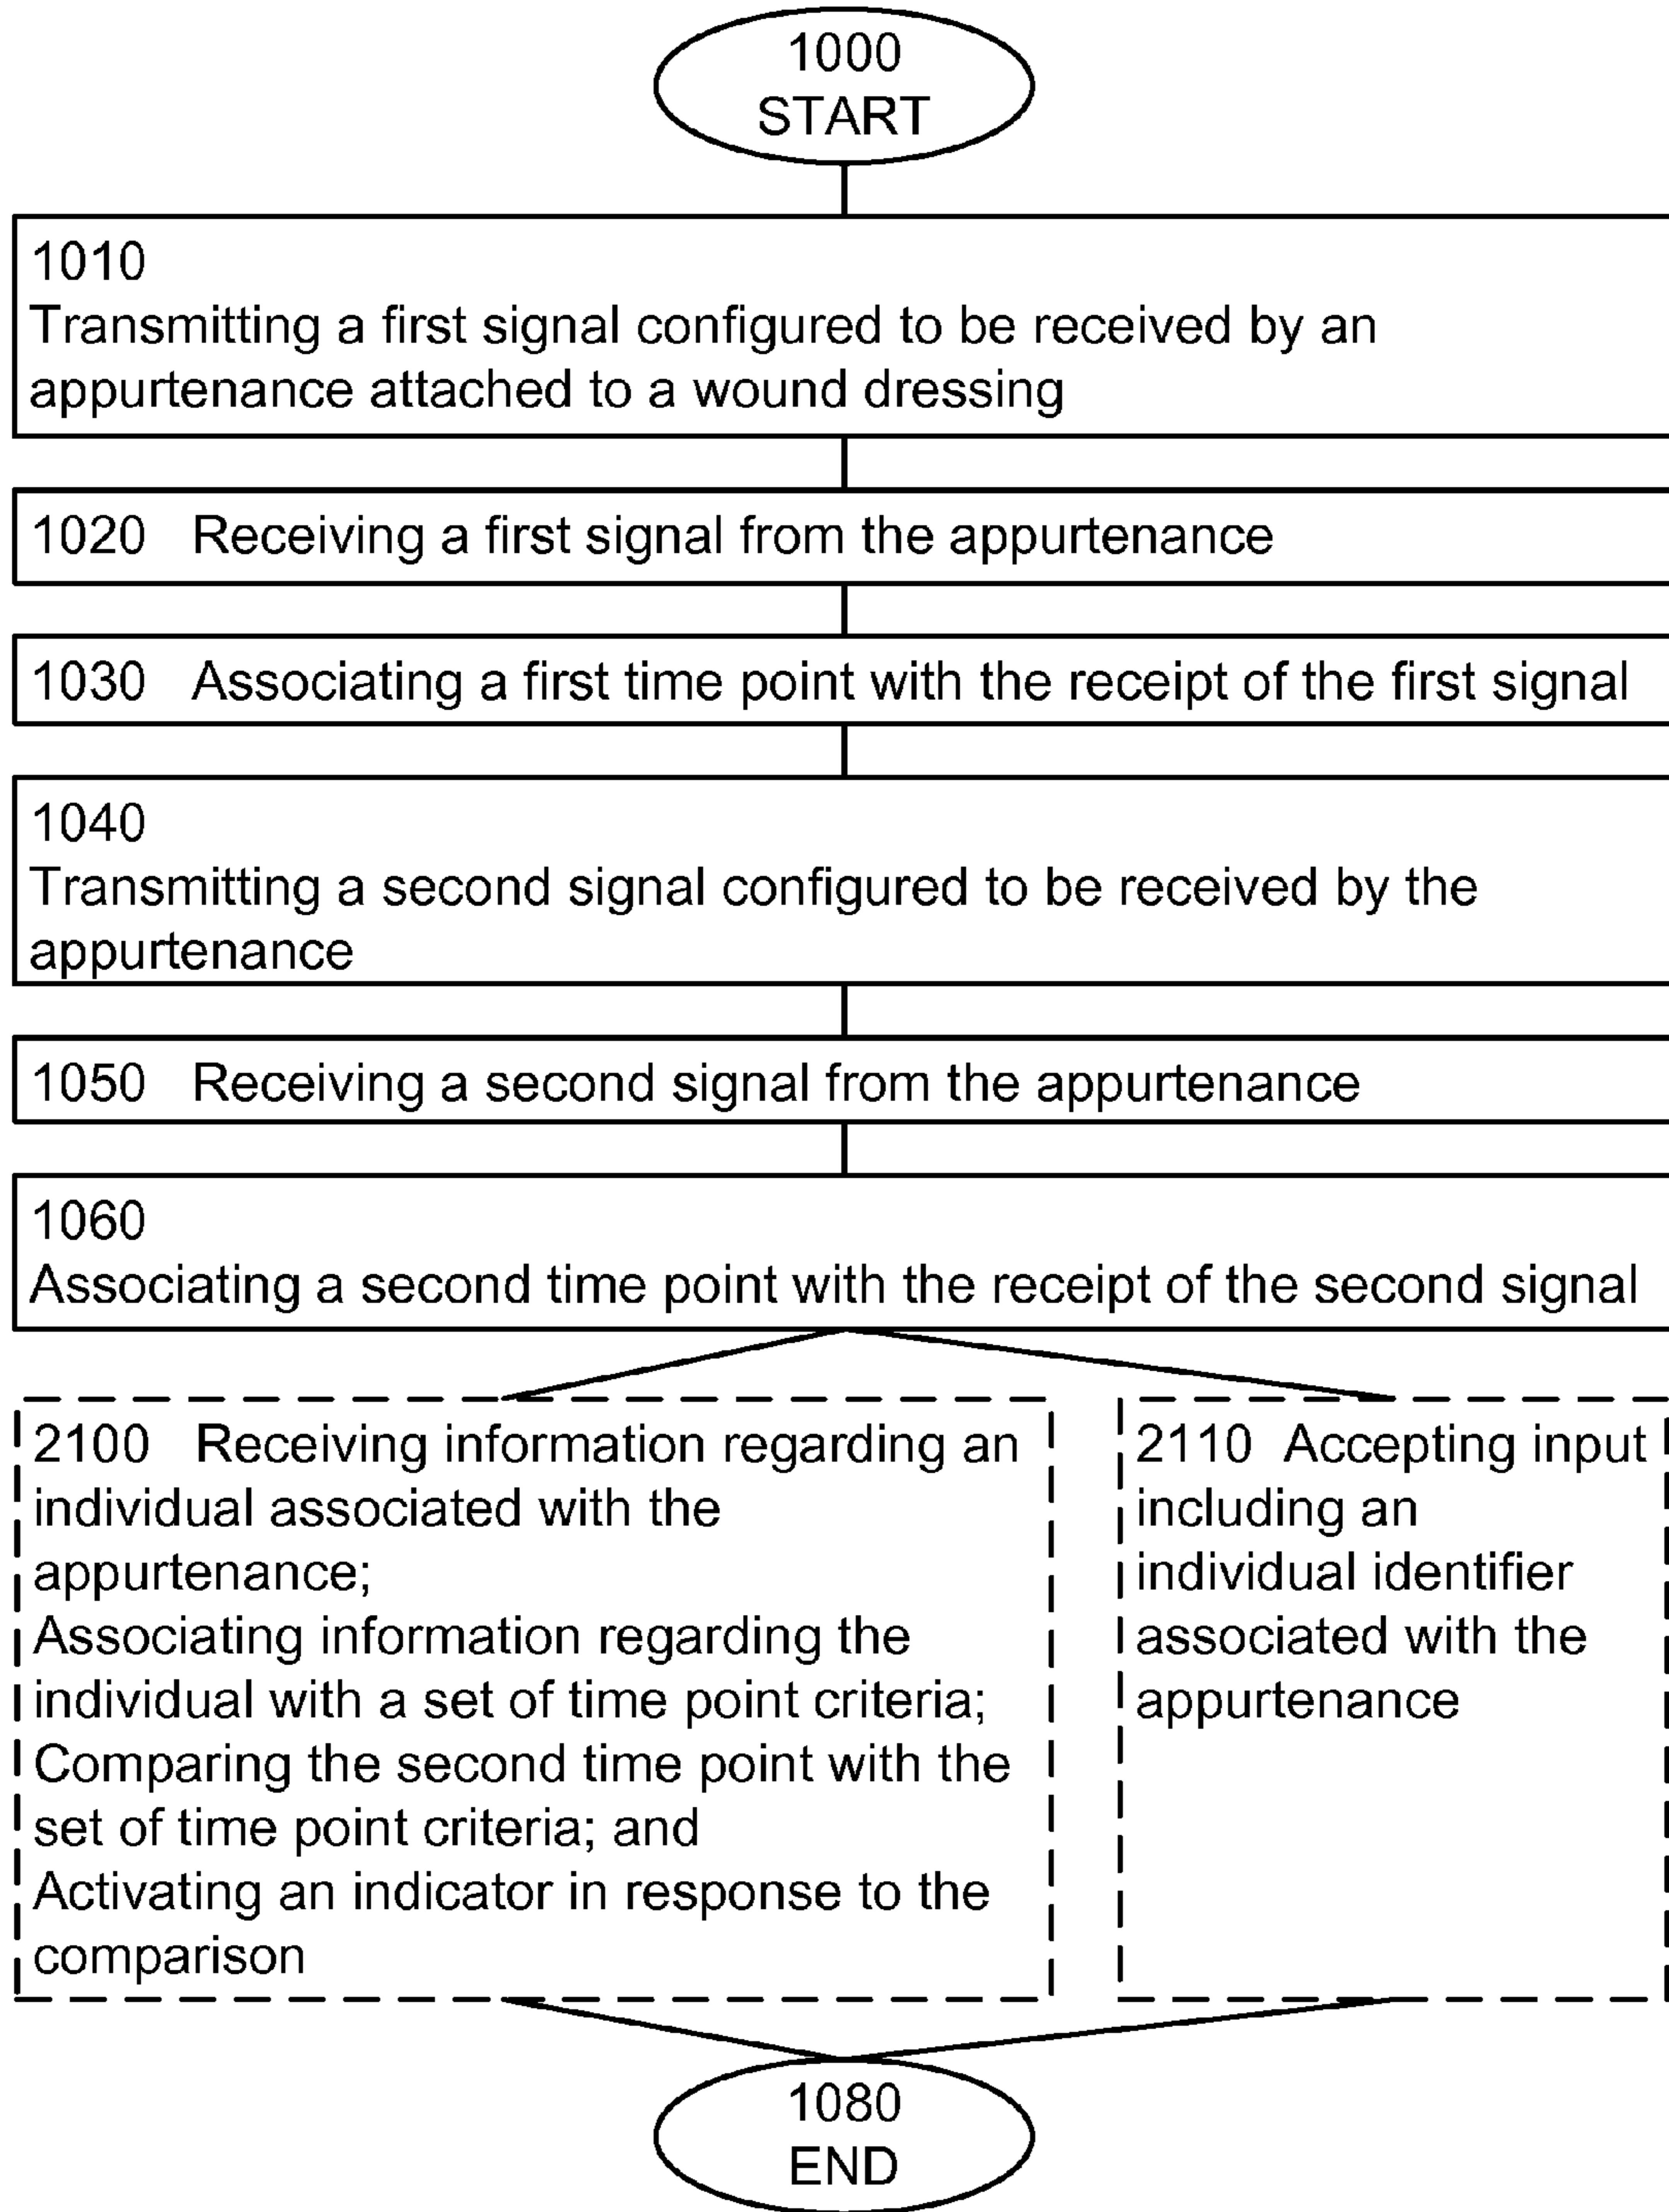 1000
START
1010
Transmitting a first signal configured to be received by an
appurtenance attached to a wound dressing
1020 Receiving a first signal from the appurtenance
1030 Associating a first time point with the receipt of the first signal
1040
Transmitting a second signal configured to be received by the
appurtenance
1050 Receiving a second signal from the appurtenance
1060
Associating a second time point with the receipt of the second signal
2100 Receiving information regarding an
individual associated with the
appurtenance;
Associating information regarding the
individual with a set of time point criteria;
Comparing the second time point with the
set of time point criteria; and
Activating an indicator in response to the
comparison
2110 Accepting input
including an
individual identifier
associated with the
appurtenance
1080
END